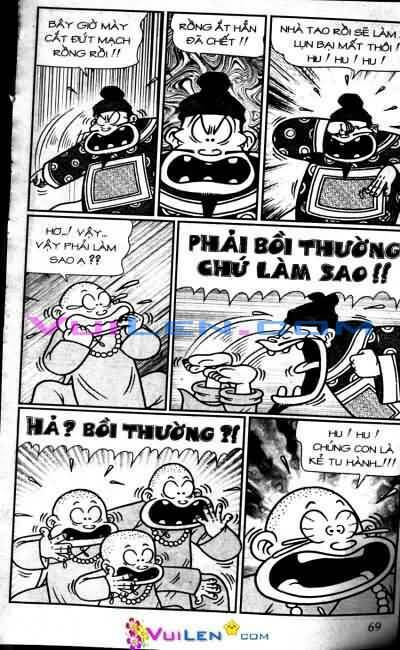 BÂY GIỜ MÀY
CẮT ĐỨT MẠCH
RỒNG RỒI!!
RỒNG ẮT HẲN
ĐÃ CHẾT!!
NHÀ TAO RỒI SẼ LÀM ĂN
LỤN BẠI MẤT THÔI!
HU! HU! HU!
HƠ..! VẬY..
VẬY PHẢI LÀM
SAO Ạ??
PHẢI BỒI THƯỜNG
CHỨ LÀM SAO!!
VUILEN.COM
HẢ? BỒI THƯỜNG?!
HU! HU!
CHÚNG CON LÀ
KẺ TU HÀNH..!!!
69
VUILEN.COM